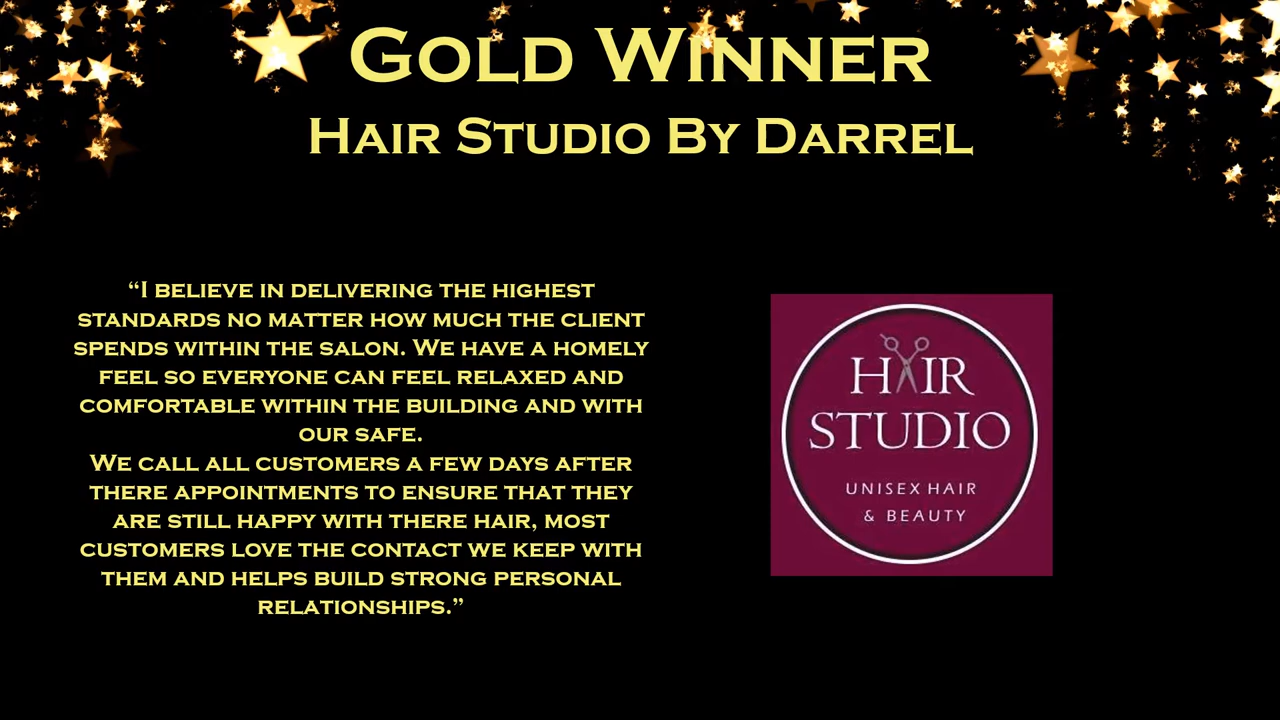 Gold Winner
Hair Studio By Darrel
“I believe in delivering the highest
standards no matter how much the client
spends within the salon. We have a homely
feel so everyone can feel relaxed and
comfortable within the building and with
our safe.
We call all customers a few days after
there appointments to ensure that they
are still happy with there hair, most
customers love the contact we keep with
them and helps build strong personal
relationships.”
HAIR
STUDIO
UNISEX HAIR
& BEAUTY